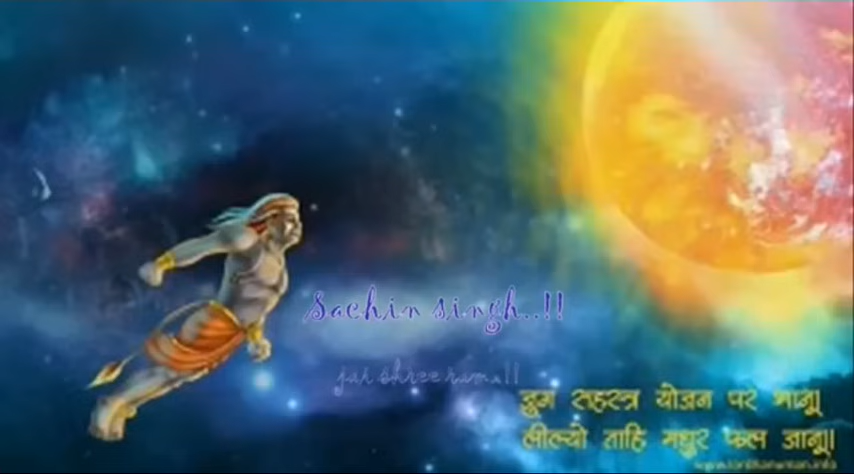 Sachin singh..!!
jai shree ram..!!
जुग सहस्त्र योजन पर भानू।
लील्यो ताहि मधुर फल जानू।।